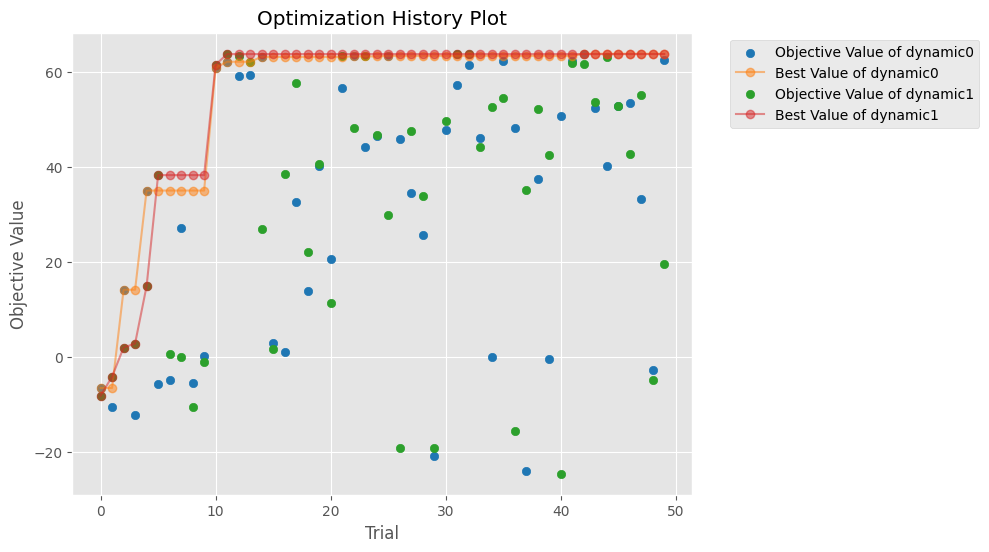 Optimization History Plot
Objective Value
60
40
20
0
−20
0
10
20
30
40
50
Trial
Objective Value of dynamic0
Best Value of dynamic0
Objective Value of dynamic1
Best Value of dynamic1